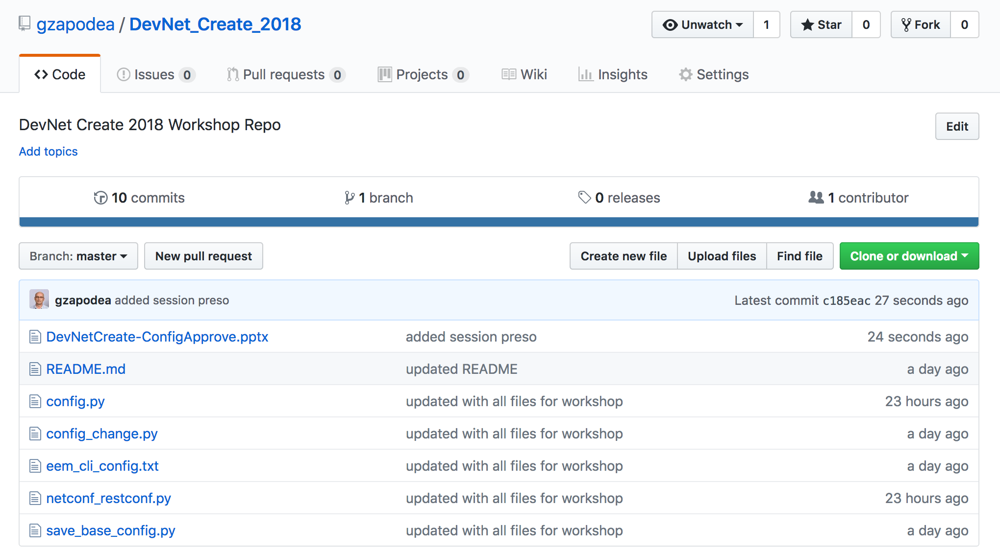 gzapodea / DevNet_Create_2018 Unwatch 1 Star 0 Fork 0
Code Issues 0 Pull requests 0 Projects 0 Wiki Insights Settings
DevNet Create 2018 Workshop Repo Edit
Add topics
10 commits 1 branch 0 releases 1 contributor
Branch: master New pull request Create new file Upload files Find file Clone or download
gzapodea added session preso Latest commit c185eac 27 seconds ago
DevNetCreate-ConfigApprove.pptx added session preso 24 seconds ago
README.md updated README a day ago
config.py updated with all files for workshop 23 hours ago
config_change.py updated with all files for workshop a day ago
eem_cli_config.txt updated with all files for workshop a day ago
netconf_restconf.py updated with all files for workshop 23 hours ago
save_base_config.py updated with all files for workshop a day ago